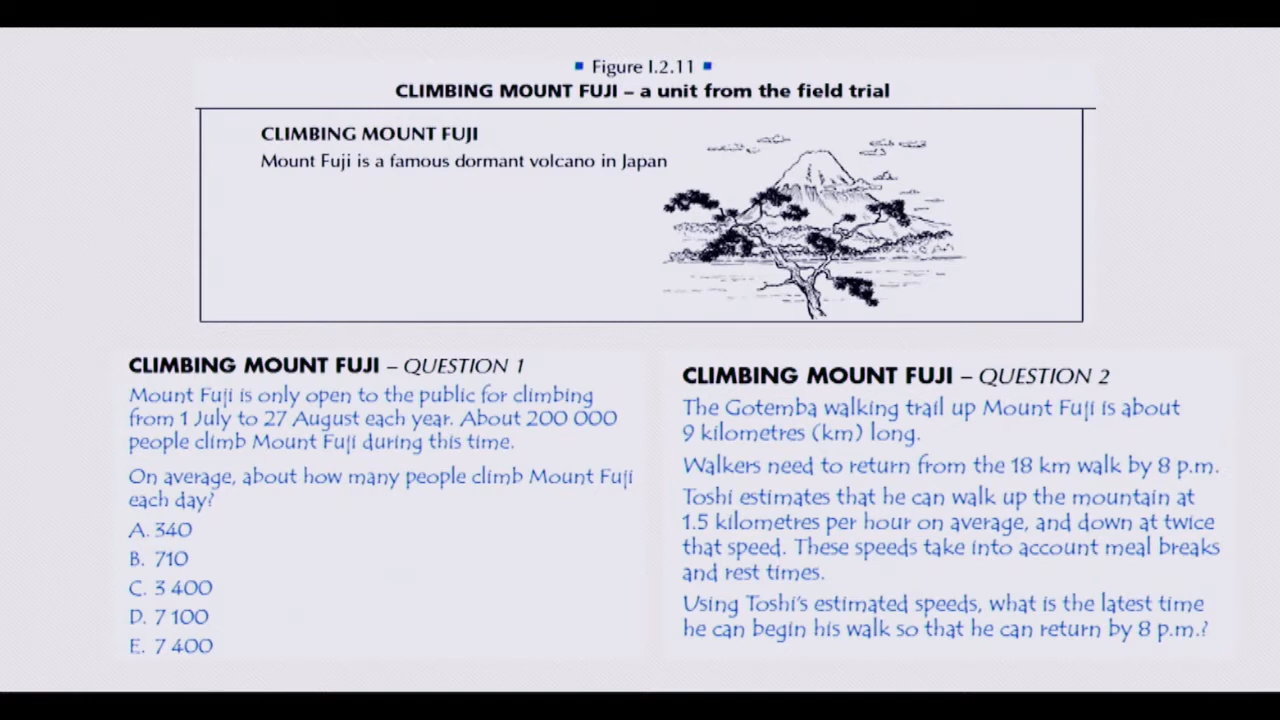 Figure I.2.11
CLIMBING MOUNT FUJI – a unit from the field trial
CLIMBING MOUNT FUJI
Mount Fuji is a famous dormant volcano in Japan
CLIMBING MOUNT FUJI – QUESTION 1
Mount Fuji is only open to the public for climbing
from 1 July to 27 August each year. About 200 000
people climb Mount Fuji during this time.
On average, about how many people climb Mount Fuji
each day?
A. 340
B. 710
C. 3 400
D. 7 100
E. 7 400
CLIMBING MOUNT FUJI – QUESTION 2
The Gotemba walking trail up Mount Fuji is about
9 kilometres (km) long.
Walkers need to return from the 18 km walk by 8 p.m.
Toshi estimates that he can walk up the mountain at
1.5 kilometres per hour on average, and down at twice
that speed. These speeds take into account meal breaks
and rest times.
Using Toshi's estimated speeds, what is the latest time
he can begin his walk so that he can return by 8 p.m.?